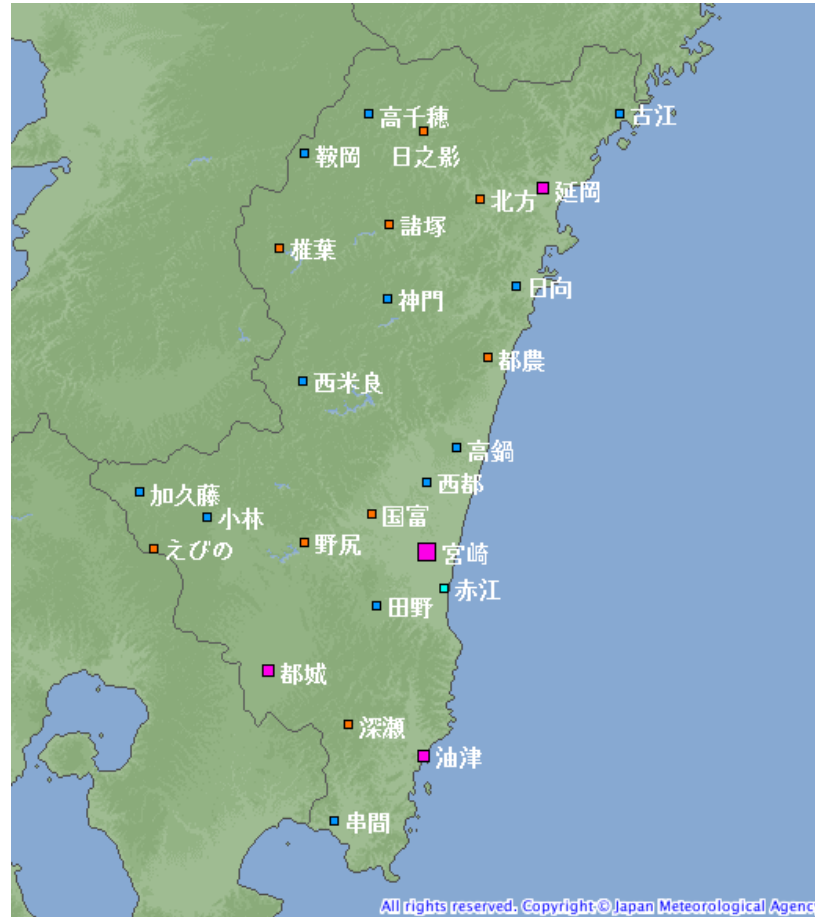 高千穂
古江
日之影
鞍岡
延岡
北方
諸塚
椎葉
日向
神門
都農
西米良
高鍋
西都
加久藤
国富
小林
野尻
えびの
宮崎
赤江
田野
都城
深瀬
油津
串間
All rights reserved. Copyright © Japan Meteorological Agenc